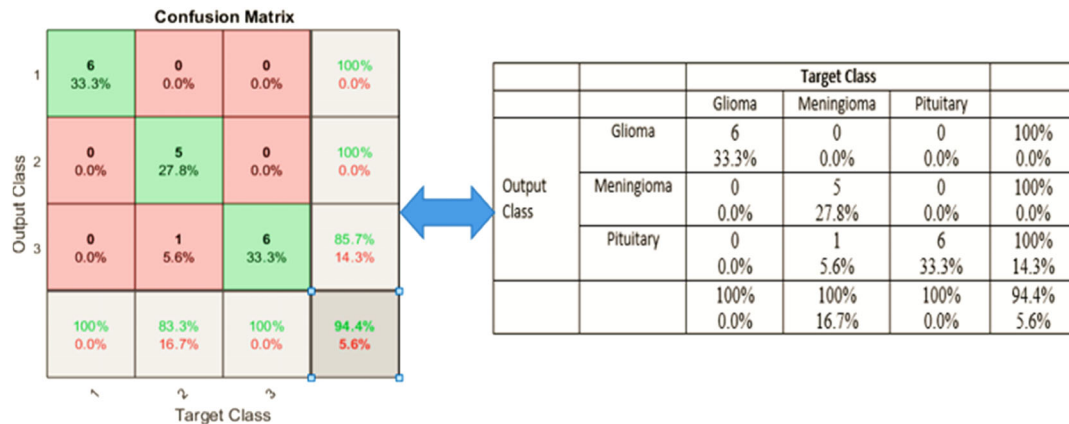 Confusion Matrix
1
6 0 0 100%
33.3% 0.0% 0.0% 0.0%
2
0 5 0 100%
0.0% 27.8% 0.0% 0.0%
3
0 1 6 85.7%
0.0% 5.6% 33.3% 14.3%
100% 83.3% 100% 94.4%
0.0% 16.7% 0.0% 5.6%
1 2 3
Output Class
Target Class
Target Class
Glioma Meningioma Pituitary
Output
Class
Glioma 6 0 0 100%
33.3% 0.0% 0.0% 0.0%
Meningioma 0 5 0 100%
0.0% 27.8% 0.0% 0.0%
Pituitary 0 1 6 100%
0.0% 5.6% 33.3% 14.3%
100% 100% 100% 94.4%
0.0% 16.7% 0.0% 5.6%